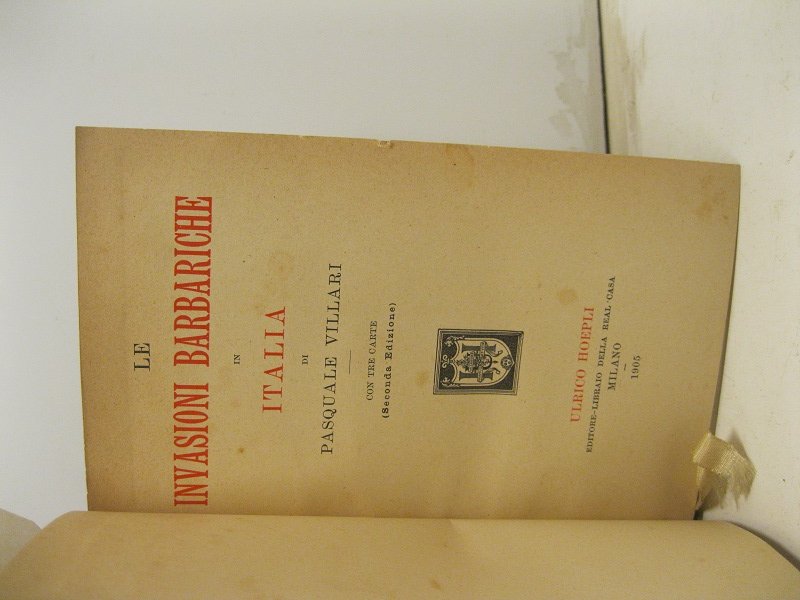 LE
INVASIONI BARBARICHE
IN
ITALIA
DI
PASQUALE VILLARI
CON TRE CARTE
(Seconda Edizione)
ULRICO HOEPLI
EDITORE-LIBRAIO DELLA REAL CASA
MILANO
1905